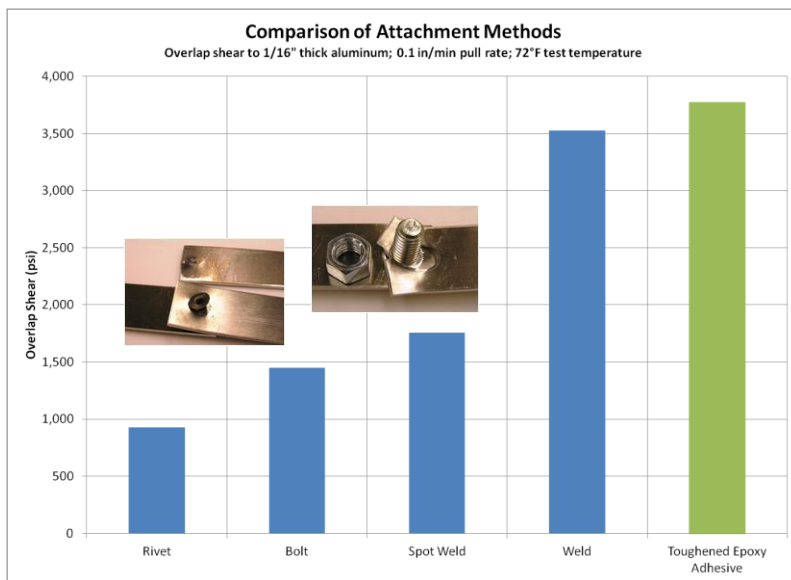 Comparison of Attachment Methods
Overlap shear to 1/16" thick aluminum; 0.1 in/min pull rate; 72°F test temperature
4,000
3,500
3,000
2,500
2,000
1,500
1,000
500
0
Overlap Shear (psi)
Rivet
Bolt
Spot Weld
Weld
Toughened Epoxy
Adhesive